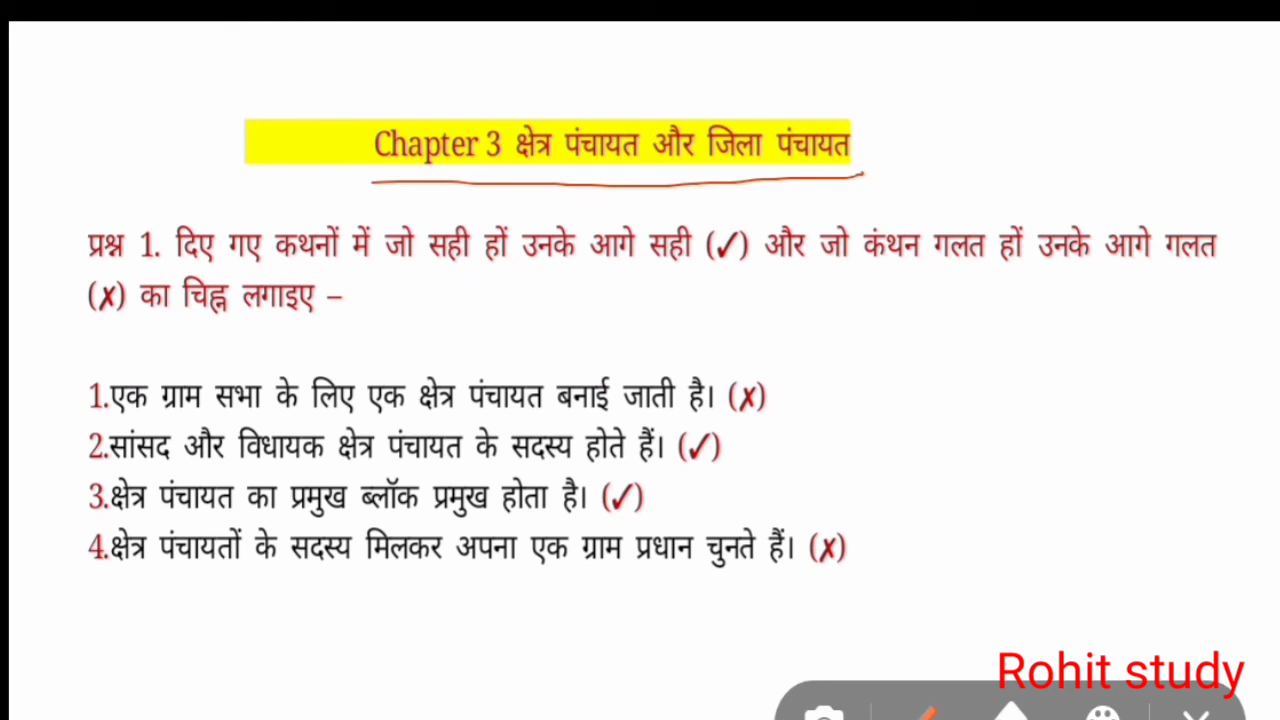 Chapter 3 क्षेत्र पंचायत और जिला पंचायत
प्रश्न 1. दिए गए कथनों में जो सही हों उनके आगे सही (✓) और जो कंथन गलत हों उनके आगे गलत
(✗) का चिह्न लगाइए –
1.एक ग्राम सभा के लिए एक क्षेत्र पंचायत बनाई जाती है। (✗)
2.सांसद और विधायक क्षेत्र पंचायत के सदस्य होते हैं। (✓)
3.क्षेत्र पंचायत का प्रमुख ब्लॉक प्रमुख होता है। (✓)
4.क्षेत्र पंचायतों के सदस्य मिलकर अपना एक ग्राम प्रधान चुनते हैं। (✗)
Rohit study